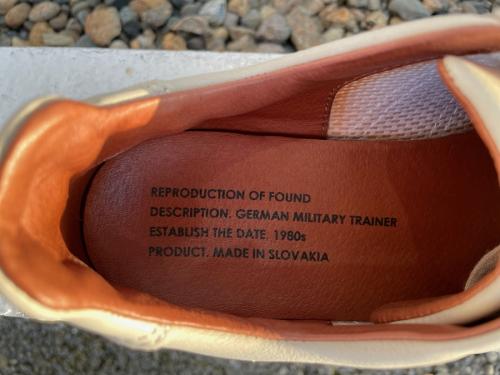 REPRODUCTION OF FOUND
DESCRIPTION. GERMAN MILITARY TRAINER
ESTABLISH THE DATE. 1980s
PRODUCT. MADE IN SLOVAKIA